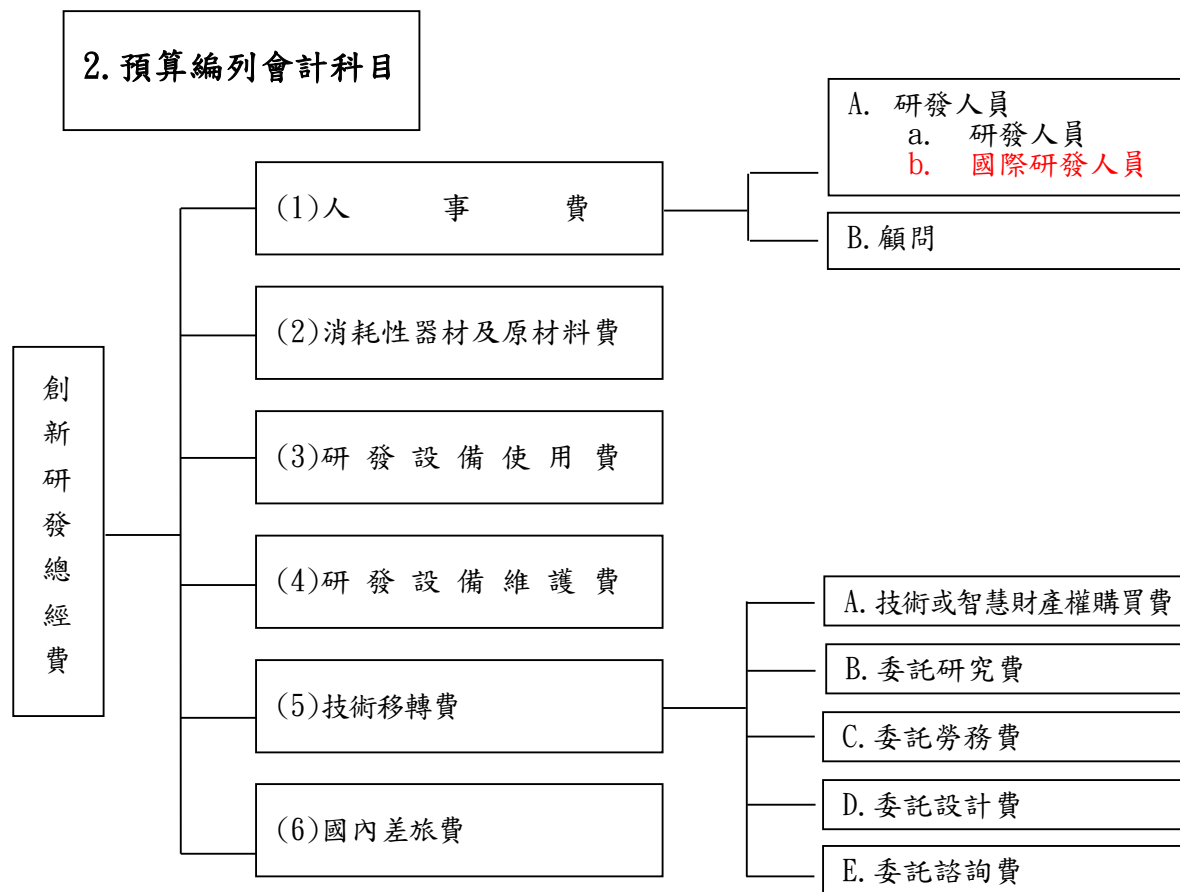 2.預算編列會計科目
創新研發總經費
(1)人事費
A. 研發人員
a. 研發人員
b. 國際研發人員
B.顧問
(2)消耗性器材及原材料費
(3)研發設備使用費
(4)研發設備維護費
(5)技術移轉費
A.技術或智慧財產權購買費
B.委託研究費
C.委託勞務費
D.委託設計費
E.委託諮詢費
(6)國內差旅費